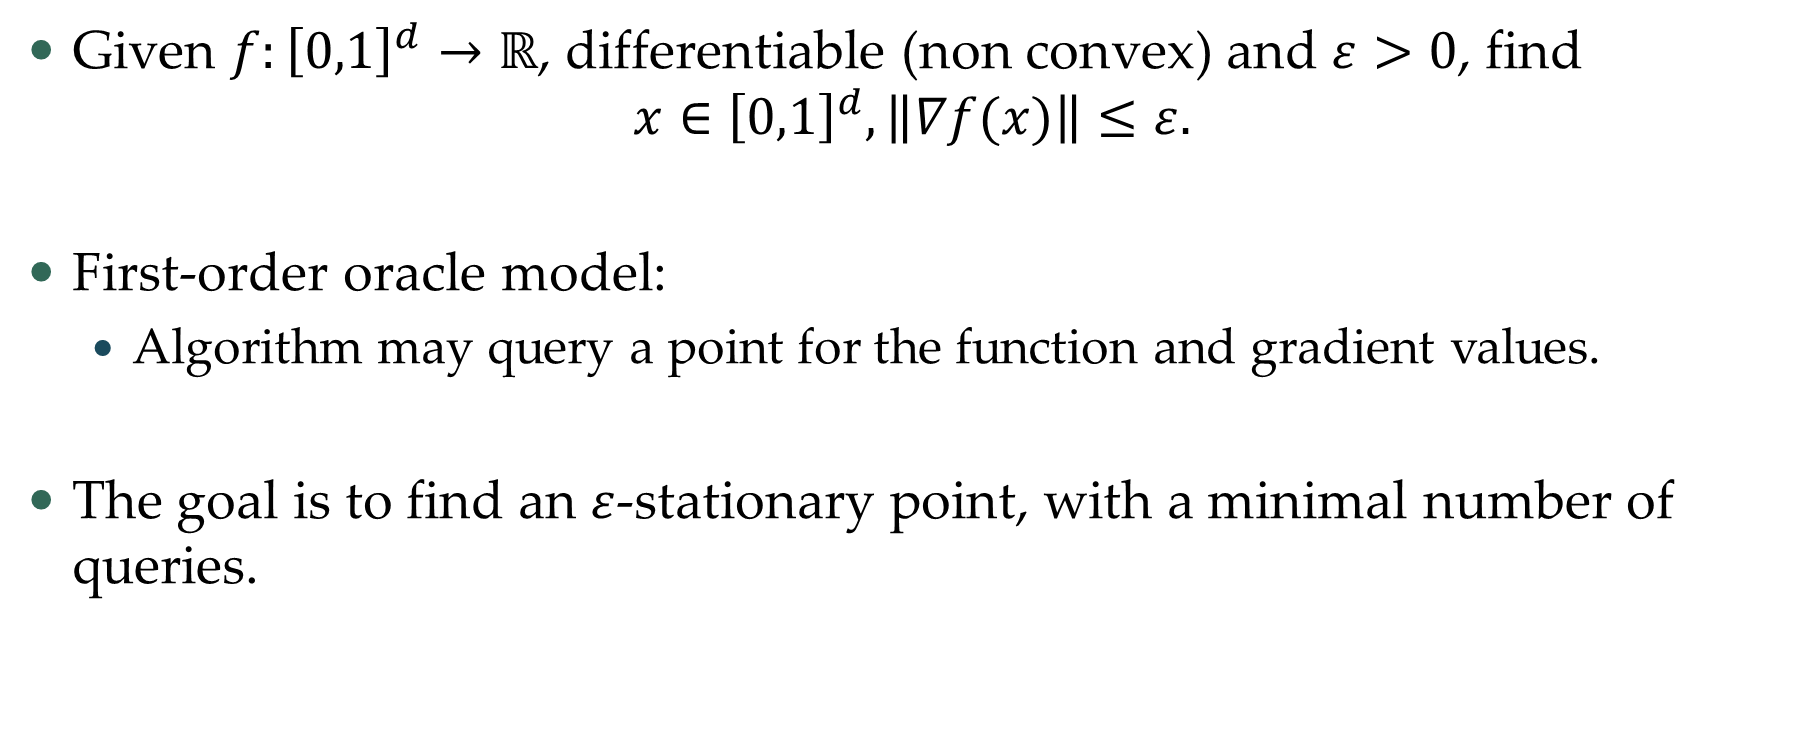 • Given 𝑓: [0,1]ᵈ → ℝ, differentiable (non convex) and 𝜀 > 0, find
𝑥 ∈ [0,1]ᵈ, ‖∇𝑓(𝑥)‖ ≤ 𝜀.
• First-order oracle model:
• Algorithm may query a point for the function and gradient values.
• The goal is to find an 𝜀-stationary point, with a minimal number of
queries.